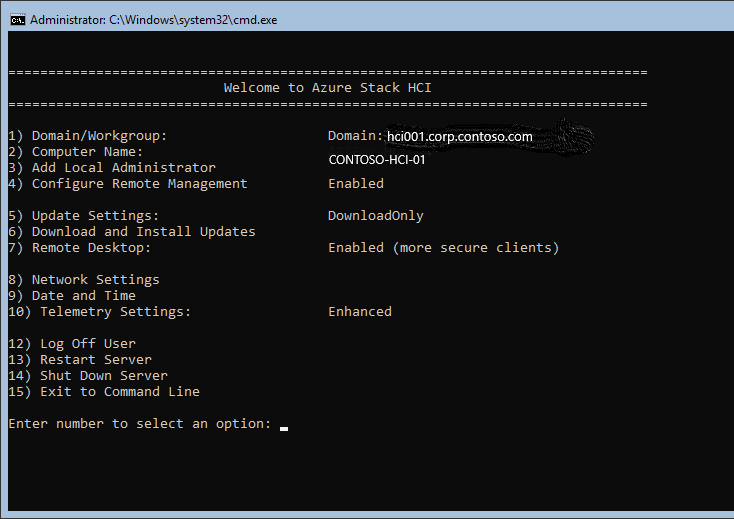 Administrator: C:\Windows\system32\cmd.exe
================================================================================
Welcome to Azure Stack HCI
================================================================================
1) Domain/Workgroup: Domain: hci001.corp.contoso.com
2) Computer Name: CONTOSO-HCI-01
3) Add Local Administrator
4) Configure Remote Management Enabled
5) Update Settings: DownloadOnly
6) Download and Install Updates
7) Remote Desktop: Enabled (more secure clients)
8) Network Settings
9) Date and Time
10) Telemetry Settings: Enhanced
12) Log Off User
13) Restart Server
14) Shut Down Server
15) Exit to Command Line
Enter number to select an option: